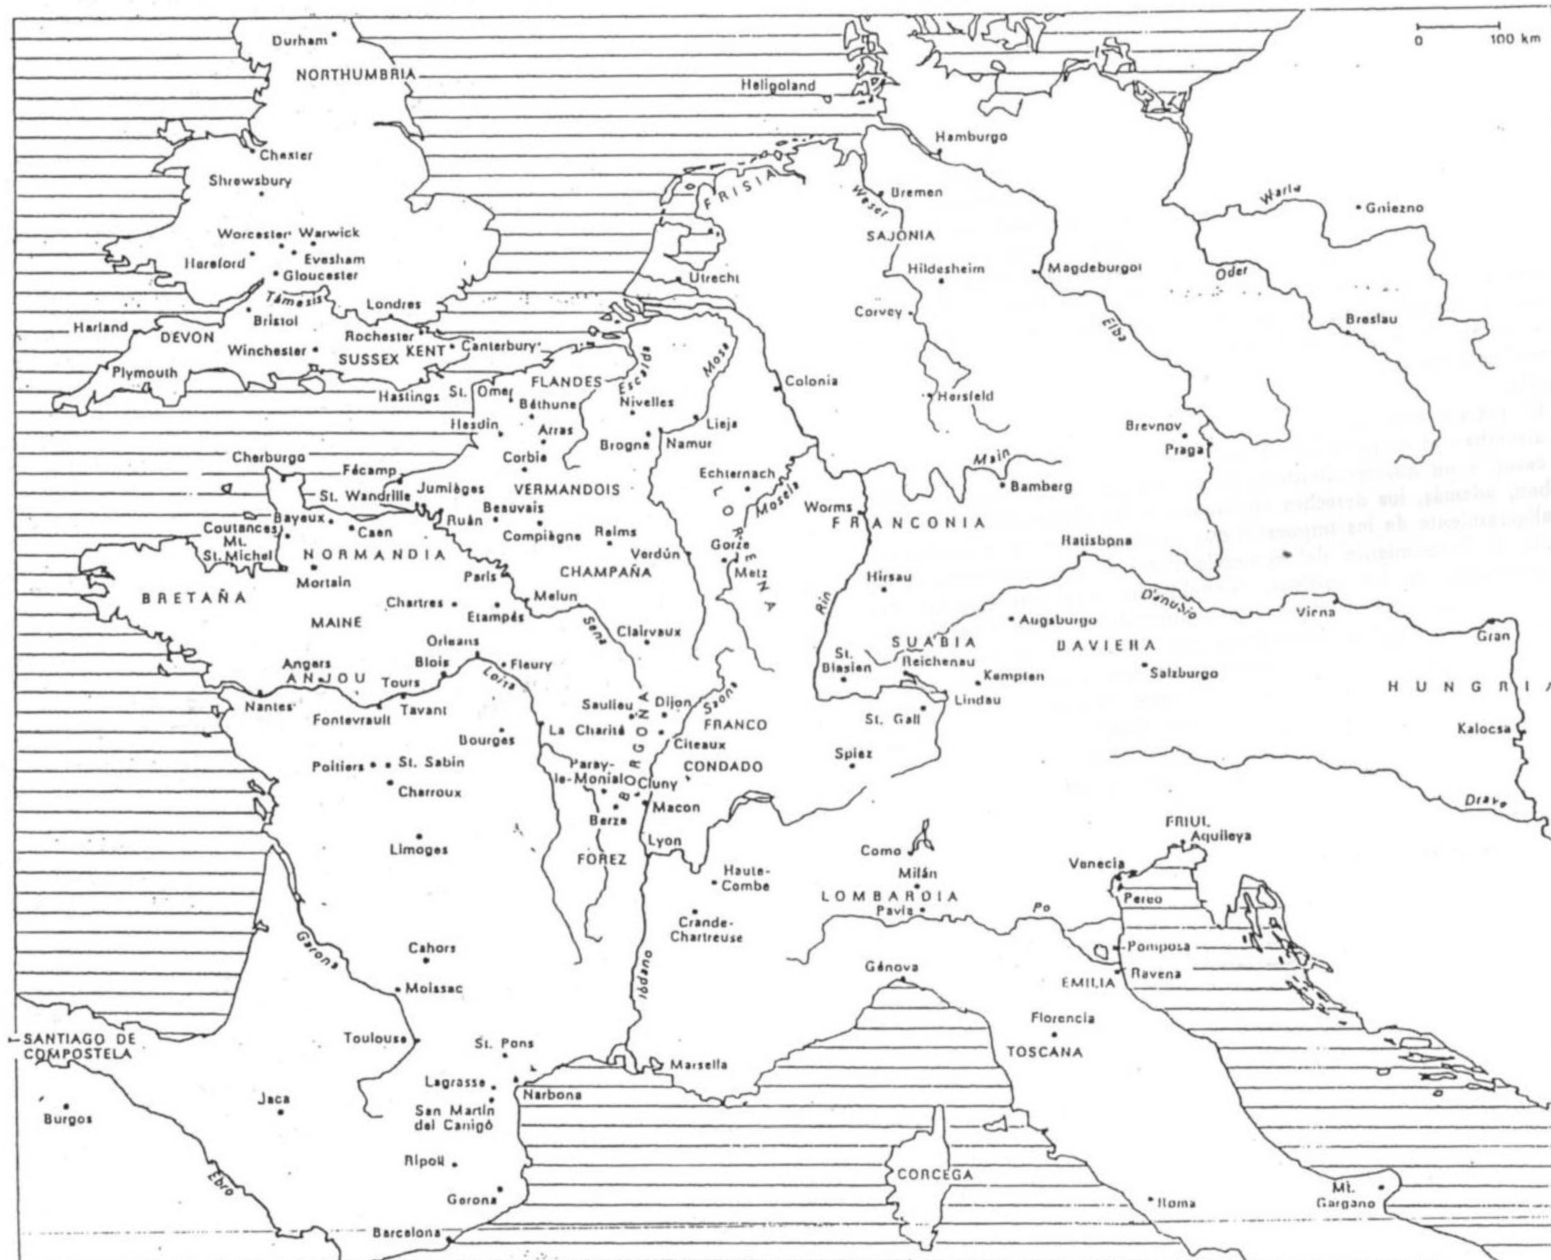 Durham
NORTHUMBRIA
0 100 km
Heligoland
Hamburgo
Chester
Shrewsbury
FRISIA
Weser
Bremen
Warta
Gniezno
Worcester Warwick
Evesham
Hereford
Gloucester
SAJONIA
Hildesheim
Magdeburgo
Oder
Utrecht
Támesis
Londres
Bristol
Corvey
Elba
Breslau
Harland
DEVON
Rochester
Winchester
SUSSEX
KENT
Canterbury
Plymouth
Hastings
St. Omer
FLANDES
Escalda
Mosa
Colonia
Béthune
Nivelles
Hersfeld
Hesdin
Arras
Lieja
Brogne
Namur
Brevnov
Praga
Corbie
Cherburgo
Fécamp
Echternach
Main
Bamberg
St. Wandrille
Jumièges
VERMANDOIS
Mosela
LORENA
Worms
FRANCONIA
Bayeux
Ruán
Beauvais
Coutances
Caen
Compiègne
Reims
Mt.
St. Michel
NORMANDIA
Verdún
Gorze
Metz
Ratisbona
Mortain
París
CHAMPAÑA
Hirsau
BRETAÑA
Chartres
Etampes
Melun
Rin
Danubio
Viena
MAINE
Sena
Clairvaux
Augsburgo
Gran
Orleans
SUABIA
BAVIERA
Angers
Blois
Fleury
St.
Blasien
Reichenau
Kempten
Salzburgo
ANJOU
Tours
Loira
Saona
HUNGRIA
Nantes
Fontevrault
Tavant
Saulieu
Dijon
Lindau
BORGOÑA
FRANCO
St. Gall
Bourges
La Charité
Citeaux
Kalocsa
Poitiers
St. Sabin
Paray-
le-Monial
Cluny
CONDADO
Spiez
Charroux
Macon
Drave
Berze
Limoges
FOREZ
Lyon
FRIUL
Aquileya
Como
Venecia
Haute-
Combe
Milán
LOMBARDIA
Pavía
Po
Grande-
Chartreuse
Garona
Cahors
Pomposa
Génova
Moissac
Ródano
EMILIA
Ravena
Florencia
SANTIAGO DE
COMPOSTELA
Toulouse
St. Pons
TOSCANA
Marsella
Lagrasse
Narbona
Jaca
San Martín
del Canigó
Burgos
Ripoll
Ebro
CORCEGA
Gerona
Roma
Mt.
Gargano
Barcelona